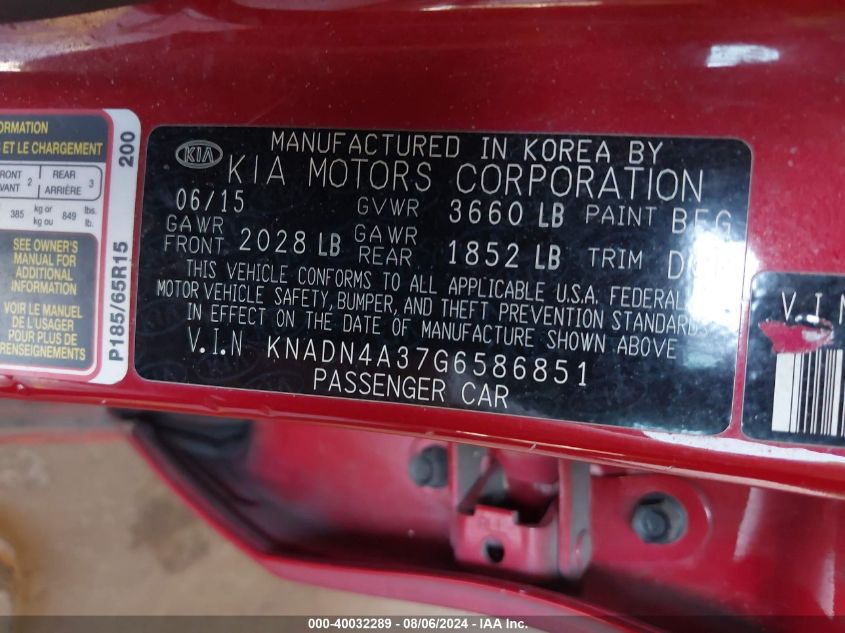 ORMATION
ET LE CHARGEMENT
FRONT 2 REAR 3
VANT ARRIÈRE
385 kg or 849 lbs.
kg ou lb.
SEE OWNER'S
MANUAL FOR
ADDITIONAL
INFORMATION
VOIR LE MANUEL
DE L'USAGER
POUR PLUS DE
RENSEIGNEMENTS
200
P185/65R15
KIA
MANUFACTURED IN KOREA BY
KIA MOTORS CORPORATION
06/15 GVWR 3660 LB PAINT BEG
GAWR FRONT 2028 LB GAWR REAR 1852 LB TRIM
THIS VEHICLE CONFORMS TO ALL APPLICABLE U.S.A. FEDERAL
MOTOR VEHICLE SAFETY, BUMPER, AND THEFT PREVENTION STANDARDS
IN EFFECT ON THE DATE OF MANUFACTURE SHOWN ABOVE
V.I.N KNADN4A37G6586851
PASSENGER CAR
V.I.N
000-40032289 - 08/06/2024 - IAA Inc.